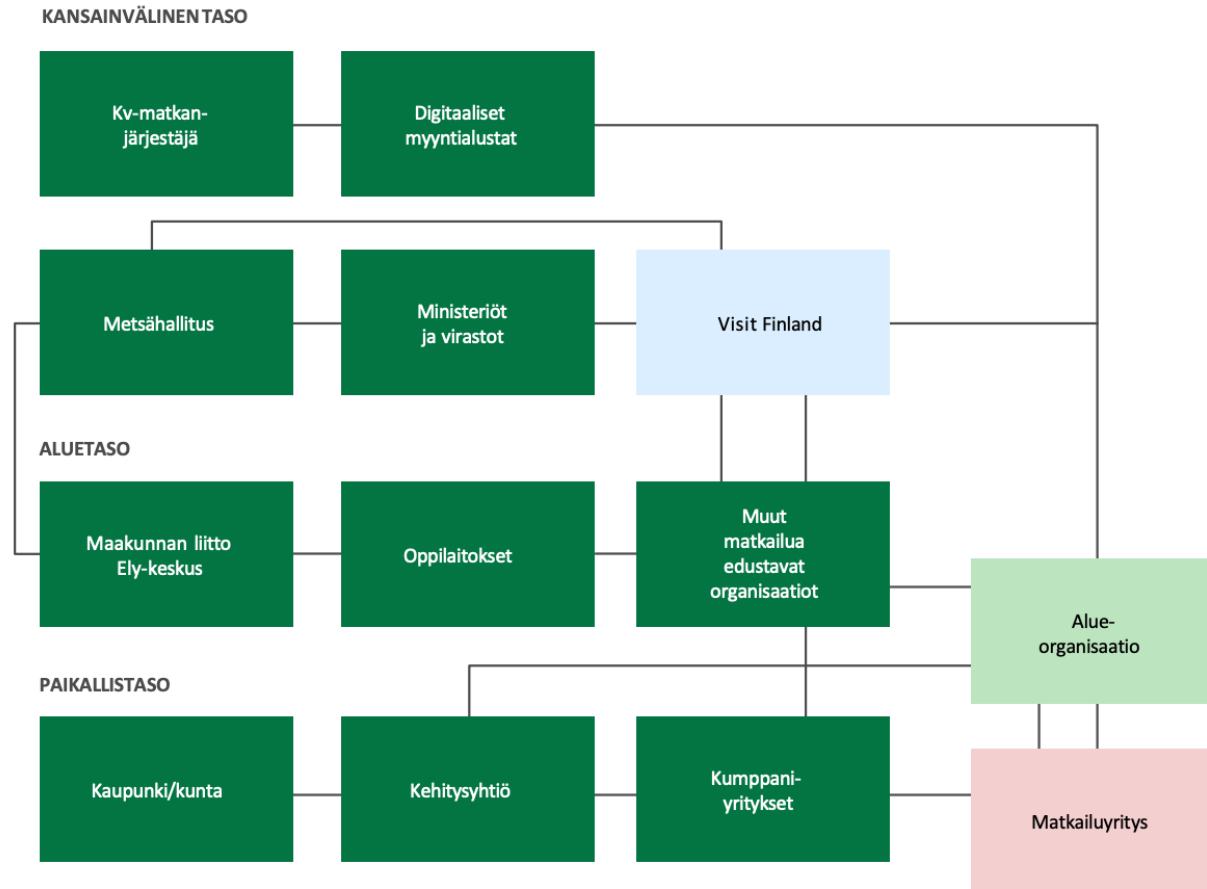 KANSAINVÄLINEN TASO
Kv-matkan-
järjestäjä
Digitaaliset
myyntialustat
Metsähallitus
Ministeriöt
ja virastot
Visit Finland
ALUETASO
Maakunnan liitto
Ely-keskus
Oppilaitokset
Muut
matkailua
edustavat
organisaatiot
Alue-
organisaatio
PAIKALLISTASO
Kaupunki/kunta
Kehitysyhtiö
Kumppani-
yritykset
Matkailuyritys